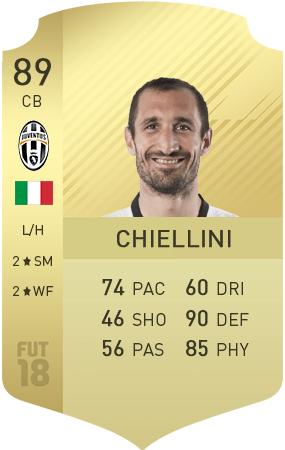 89
CB
JUVENTUS
L/H
2★SM
2★WF
FUT
18
CHIELLINI
74 PAC 60 DRI
46 SHO 90 DEF
56 PAS 85 PHY